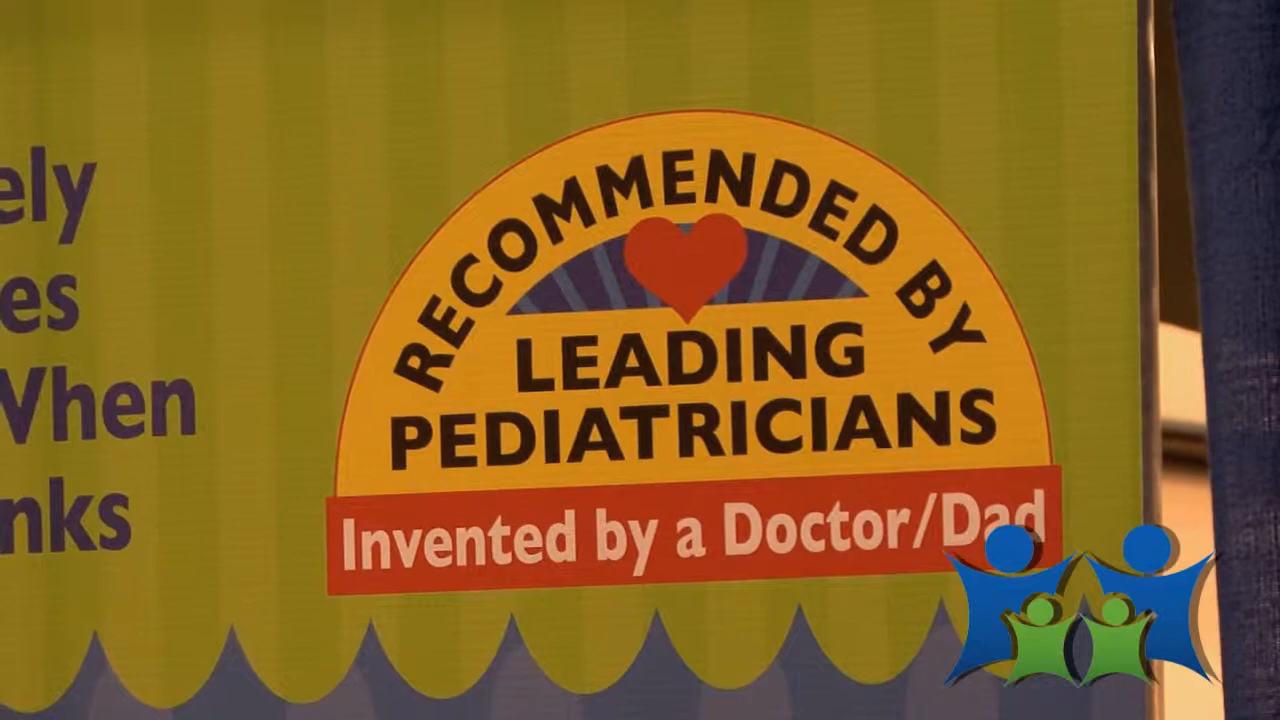 ely
es
When
nks
RECOMMENDED BY
LEADING
PEDIATRICIANS
Invented by a Doctor/Dad